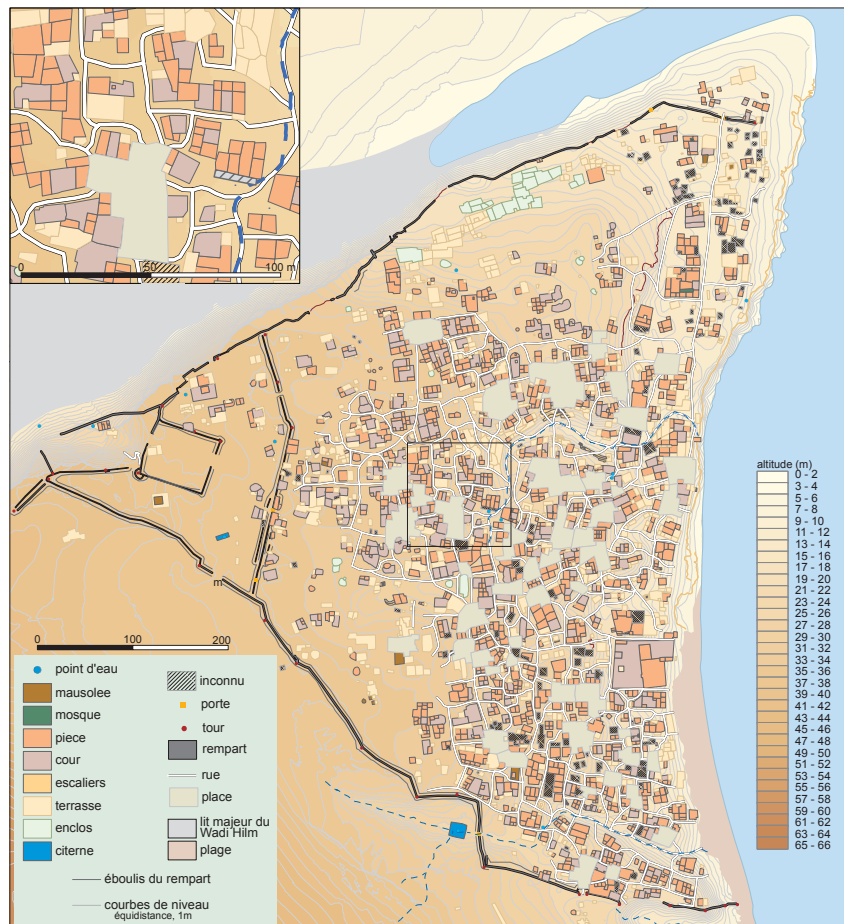 0
50
100 m
altitude (m)
0 - 2
3 - 4
5 - 6
7 - 8
9 - 10
11 - 12
13 - 14
15 - 16
17 - 18
19 - 20
21 - 22
23 - 24
25 - 26
27 - 28
29 - 30
31 - 32
33 - 34
35 - 36
37 - 38
39 - 40
41 - 42
43 - 44
45 - 46
47 - 48
49 - 50
51 - 52
53 - 54
55 - 56
57 - 58
59 - 60
61 - 62
63 - 64
65 - 66
m
0
100
200
point d'eau
mausolee
mosque
piece
cour
escaliers
terrasse
enclos
citerne
inconnu
porte
tour
rempart
rue
place
lit majeur du
Wadi Hilm
plage
éboulis du rempart
courbes de niveau
équidistance, 1m